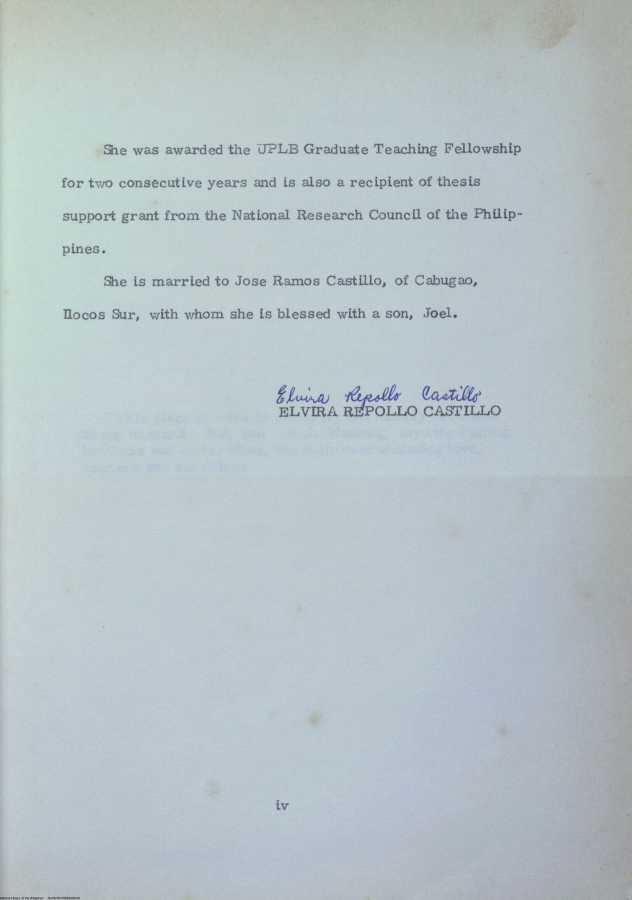 She was awarded the UPLB Graduate Teaching Fellowship
for two consecutive years and is also a recipient of thesis
support grant from the National Research Council of the Philip-
pines.
She is married to Jose Ramos Castillo, of Cabugao,
Ilocos Sur, with whom she is blessed with a son, Joel.
Elvira Repollo Castillo
ELVIRA REPOLLO CASTILLO
iv